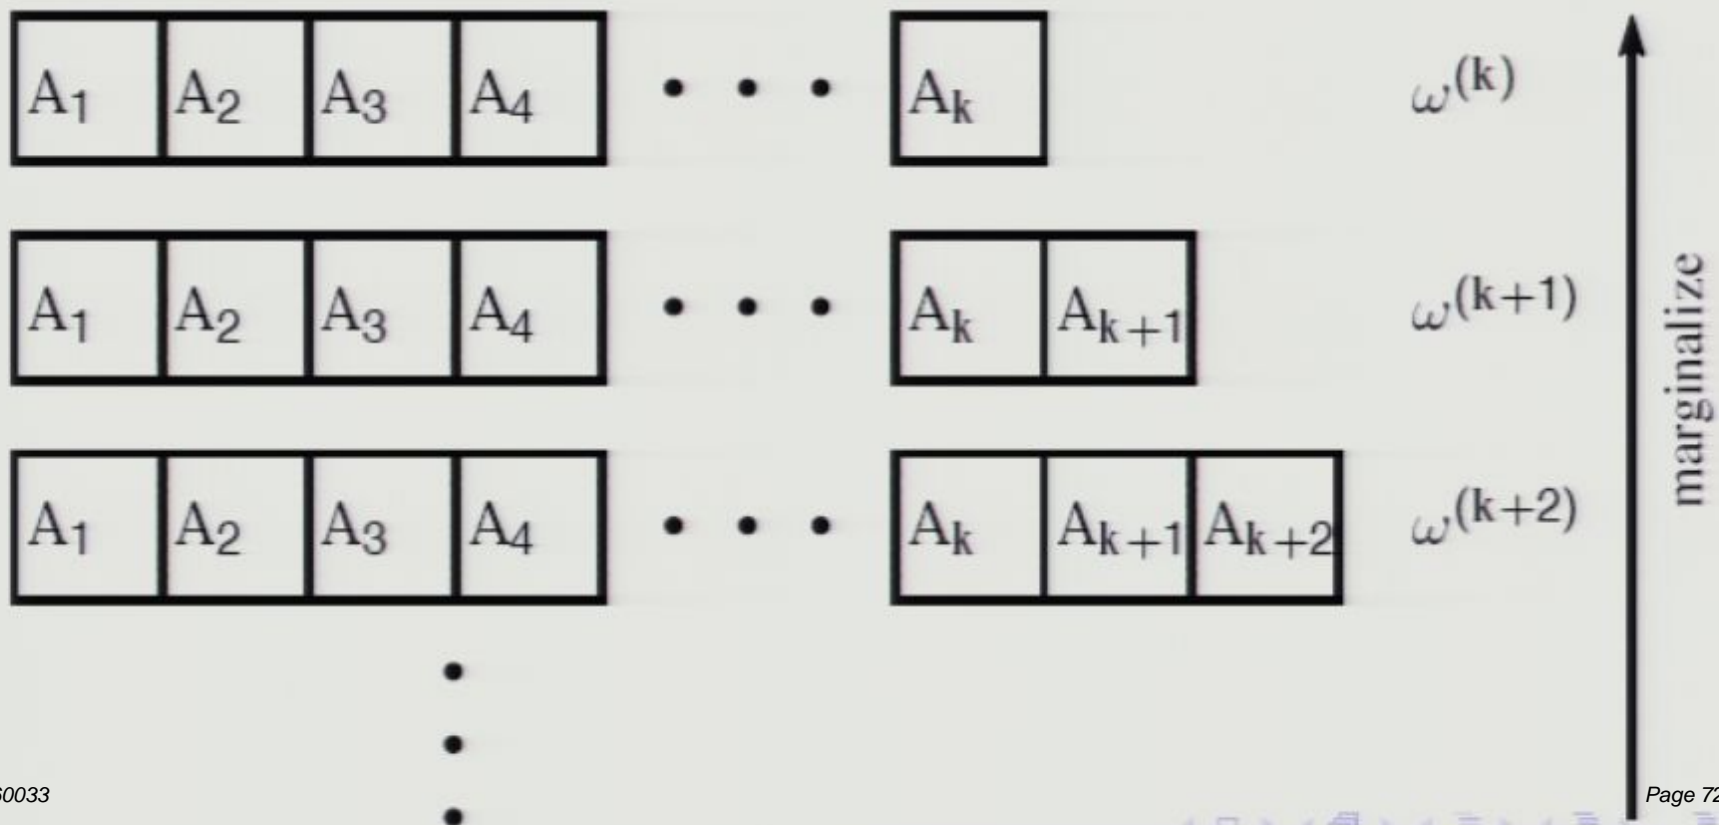 A₁ A₂ A₃ A₄ • • • Aₖ ω^(k)
A₁ A₂ A₃ A₄ • • • Aₖ Aₖ₊₁ ω^(k+1)
marginalize
A₁ A₂ A₃ A₄ • • • Aₖ Aₖ₊₁ Aₖ₊₂ ω^(k+2)
•
•
•
60033 Page 72